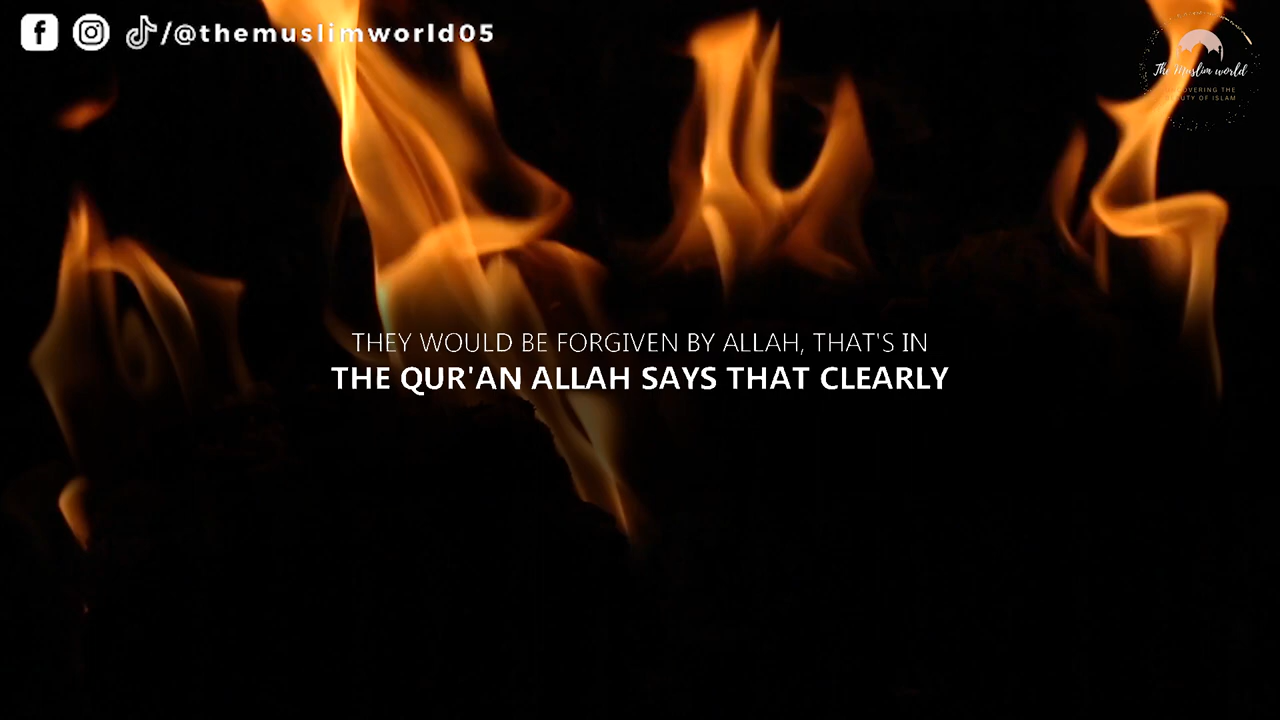 /@themuslimworld05
The Muslim world
THEY WOULD BE FORGIVEN BY ALLAH, THAT'S IN
THE QUR'AN ALLAH SAYS THAT CLEARLY